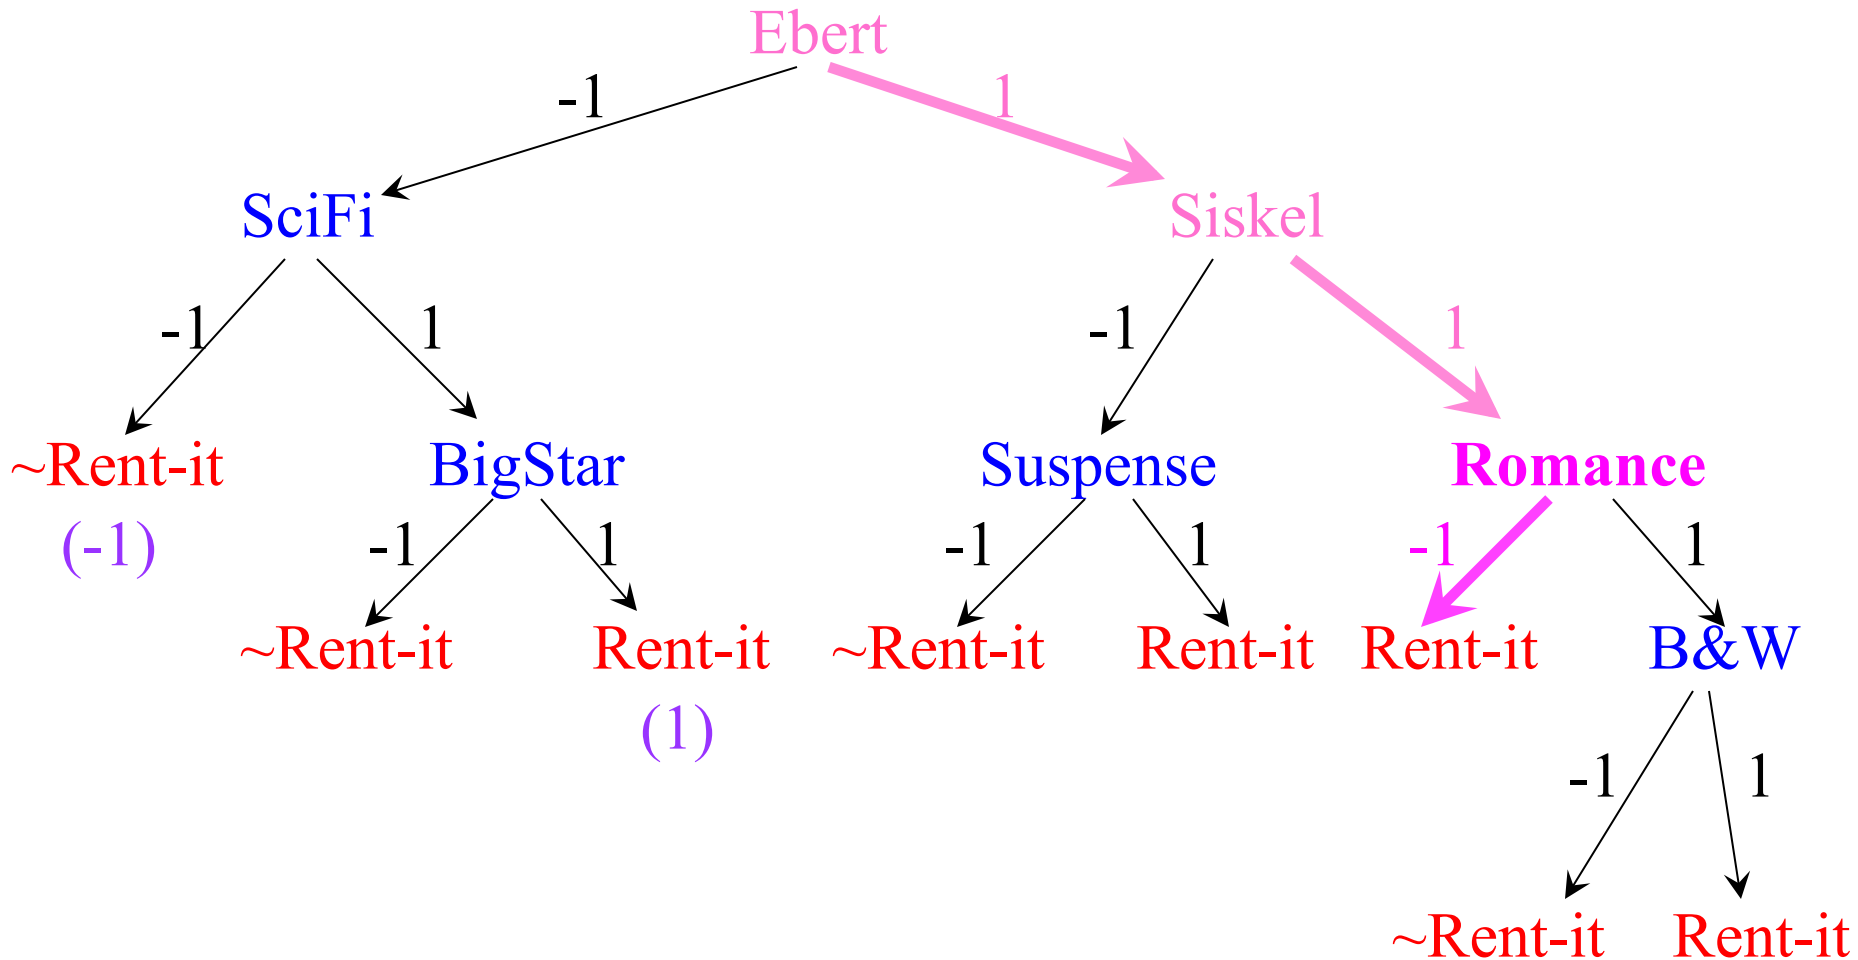 Ebert
-1 1
SciFi Siskel
-1 1 -1 1
~Rent-it BigStar Suspense Romance
(-1) -1 1 -1 1 -1 1
~Rent-it Rent-it ~Rent-it Rent-it Rent-it B&W
(1)
-1 1
~Rent-it Rent-it